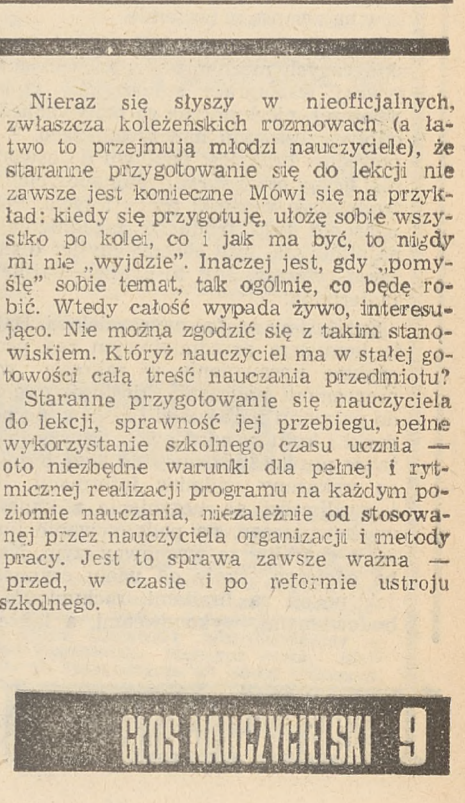 Nieraz się słyszy w nieoficjalnych,
zwłaszcza koleżeńskich rozmowach (a ła-
two to przejmują młodzi nauczyciele), że
staranne przygotowanie się do lekcji nie
zawsze jest konieczne Mówi się na przyk-
ład: kiedy się przygotuję, ułożę sobie wszy-
stko po kolei, co i jak ma być, to nigdy
mi nie „wyjdzie”. Inaczej jest, gdy „pomy-
ślę” sobie temat, tak ogólnie, co będę ro-
bić. Wtedy całość wypada żywo, interesu-
jąco. Nie można zgodzić się z takim stano-
wiskiem. Któryż nauczyciel ma w stałej go-
towości całą treść nauczania przedmiotu?
Staranne przygotowanie się nauczyciela
do lekcji, sprawność jej przebiegu, pełne
wykorzystanie szkolnego czasu ucznia —
oto niezbędne warunki dla pełnej i ryt-
micznej realizacji programu na każdym po-
ziomie nauczania, niezależnie od stosowa-
nej przez nauczyciela organizacji i metody
pracy. Jest to sprawa zawsze ważna —
przed, w czasie i po reformie ustroju
szkolnego.
GŁOS NAUCZYCIELSKI 9